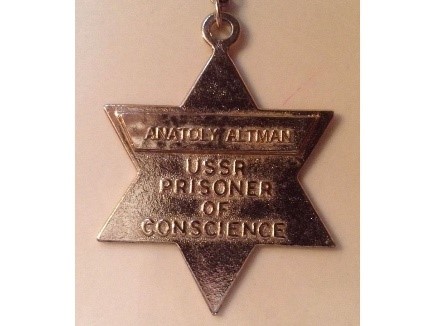 ANATOLY ALTMAN
USSR
PRISONER
OF
CONSCIENCE